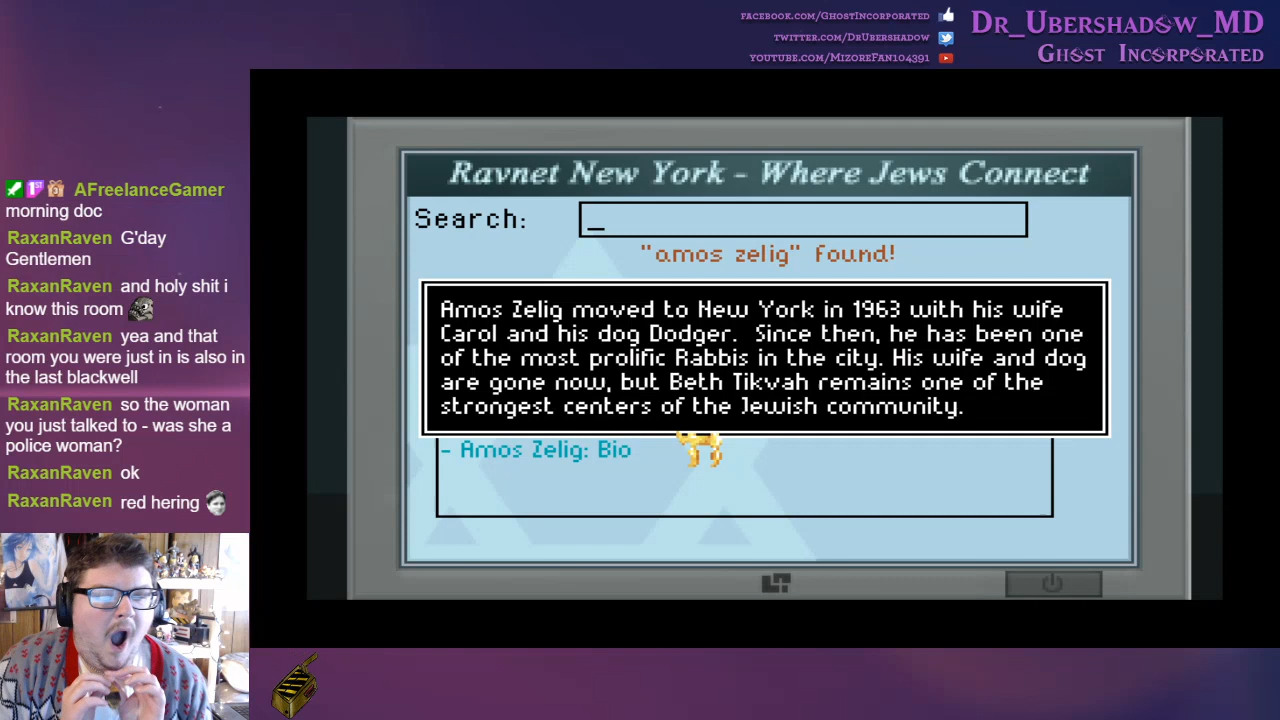 FACEBOOK.COM/GHOSTINCORPORATED
TWITTER.COM/DRUBERSHADOW
YOUTUBE.COM/MIZOREFAN104391
Dr_Ubershadow_MD
Ghost Incorporated
AFreelanceGamer
morning doc
RaxanRaven G'day
Gentlemen
RaxanRaven and holy shit i
know this room
RaxanRaven yea and that
room you were just in is also in
the last blackwell
RaxanRaven so the woman
you just talked to - was she a
police woman?
RaxanRaven ok
RaxanRaven red hering
Ravnet New York - Where Jews Connect
Search: _
"amos zelig" found!
Amos Zelig moved to New York in 1963 with his wife
Carol and his dog Dodger. Since then, he has been one
of the most prolific Rabbis in the city. His wife and dog
are gone now, but Beth Tikvah remains one of the
strongest centers of the Jewish community.
- Amos Zelig: Bio